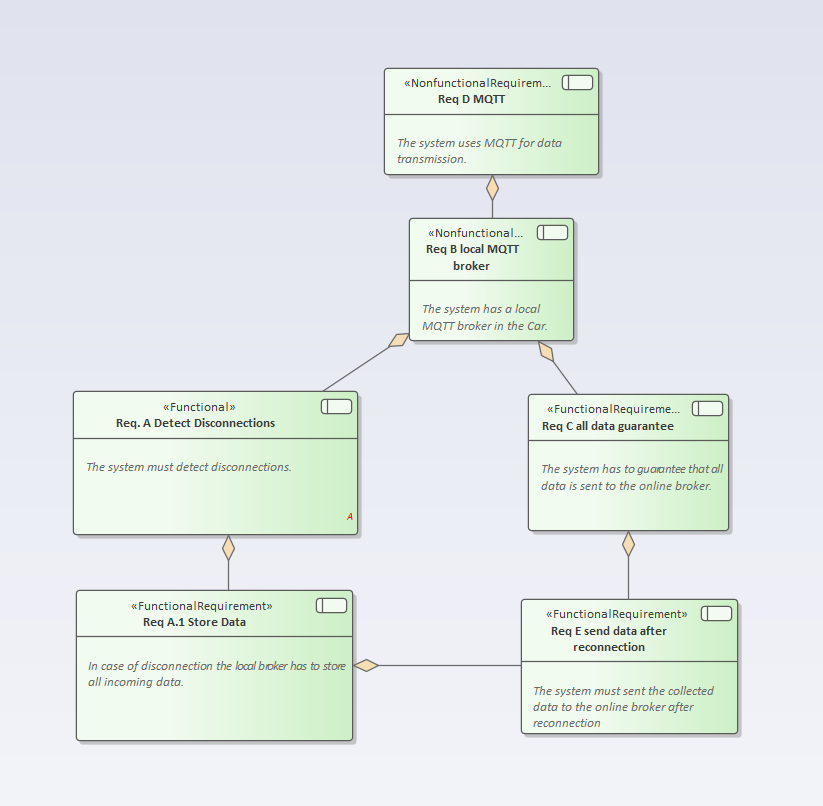 «NonfunctionalRequirem...
Req D MQTT
The system uses MQTT for data
transmission.
«Nonfunctional...
Req B local MQTT
broker
The system has a local
MQTT broker in the Car.
«Functional»
Req. A Detect Disconnections
The system must detect disconnections.
A
«FunctionalRequireme...
Req C all data guarantee
The system has to guarantee that all
data is sent to the online broker.
«FunctionalRequirement»
Req A.1 Store Data
In case of disconnection the local broker has to store
all incoming data.
«FunctionalRequirement»
Req E send data after
reconnection
The system must sent the collected
data to the online broker after
reconnection